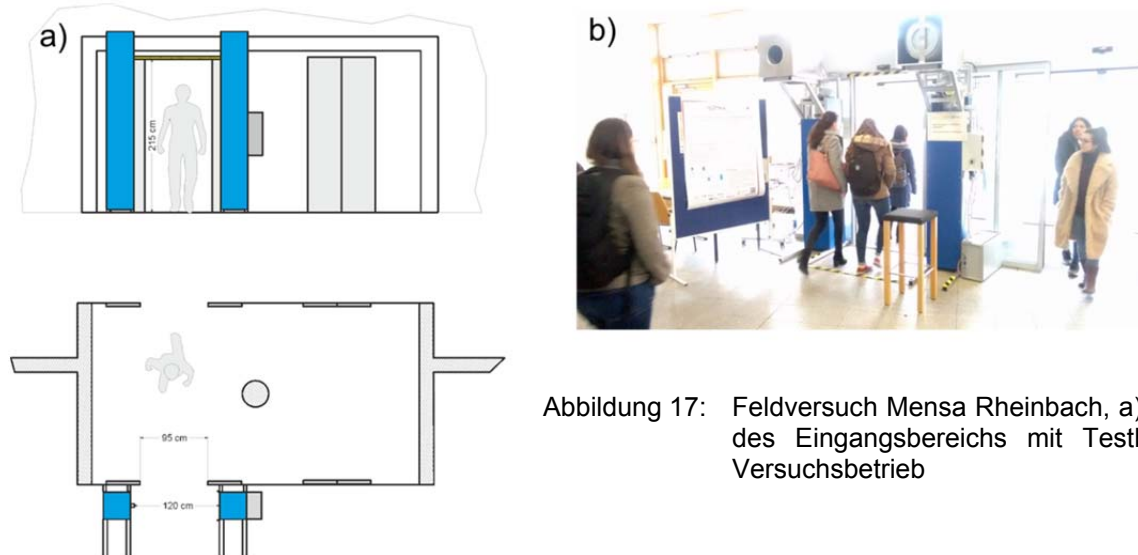 a)
215 cm
95 cm
120 cm
b)
Abbildung 17: Feldversuch Mensa Rheinbach, a)
des Eingangsbereichs mit Testl
Versuchsbetrieb